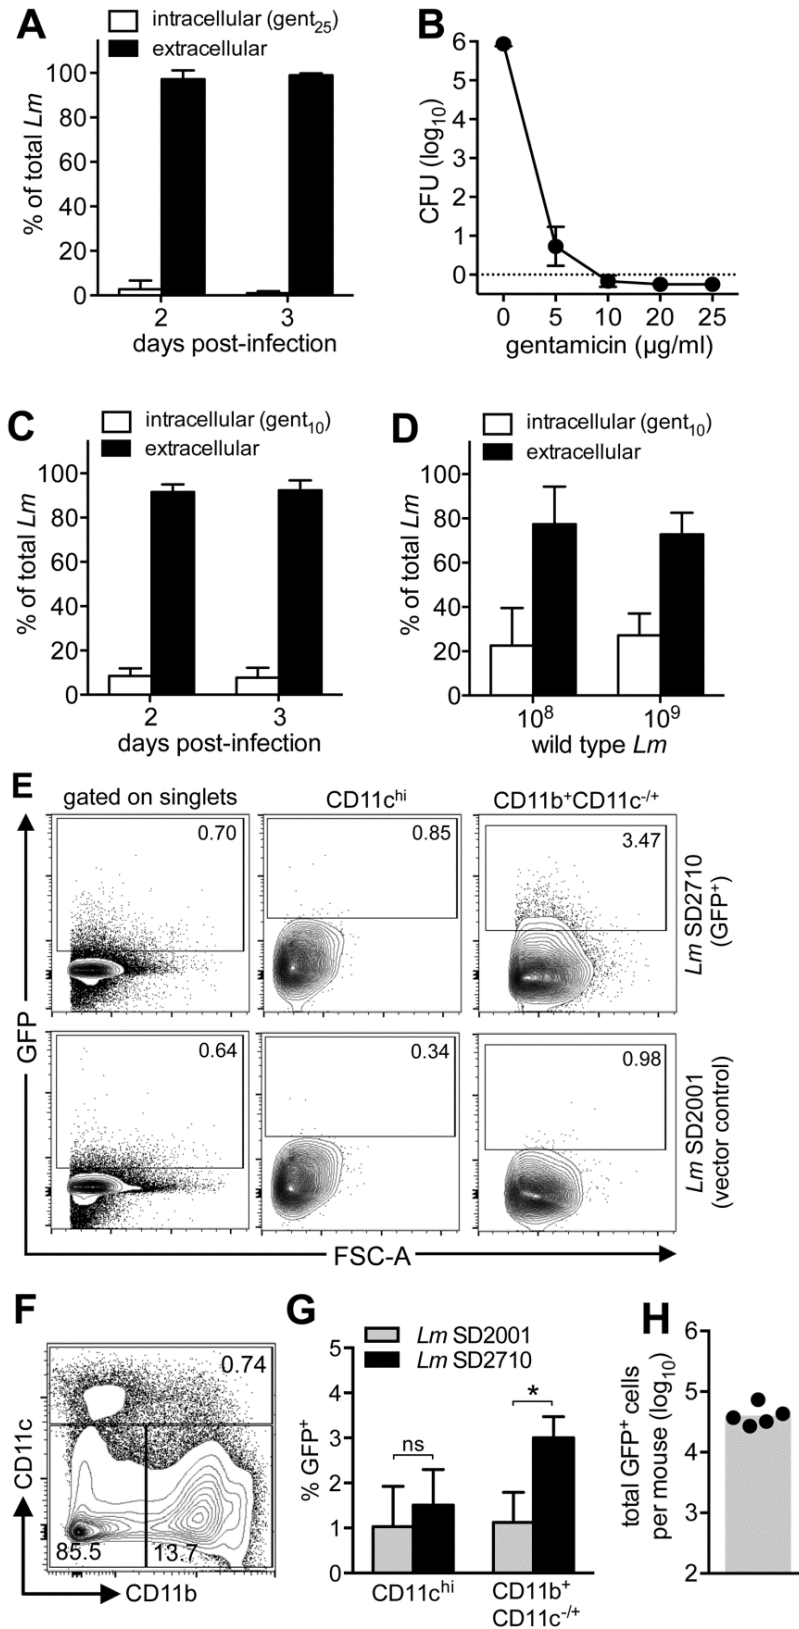 A
intracellular (gent25)
extracellular
% of total Lm
100
80
60
40
20
0
2 3
days post-infection
B
CFU (log10)
6
5
4
3
2
1
0
0 5 10 20 25
gentamicin (µg/ml)
C
intracellular (gent10)
extracellular
% of total Lm
100
80
60
40
20
0
2 3
days post-infection
D
intracellular (gent10)
extracellular
% of total Lm
100
80
60
40
20
0
10⁸ 10⁹
wild type Lm
E
gated on singlets
CD11chi
CD11b+CD11c-/+
0.70
0.85
3.47
Lm SD2710
(GFP+)
0.64
0.34
0.98
Lm SD2001
(vector control)
GFP
FSC-A
F
0.74
85.5
13.7
CD11c
CD11b
G
Lm SD2001
Lm SD2710
% GFP+
5
4
3
2
1
0
ns
*
CD11chi
CD11b+
CD11c-/+
H
total GFP+ cells
per mouse (log10)
6
5
4
3
2